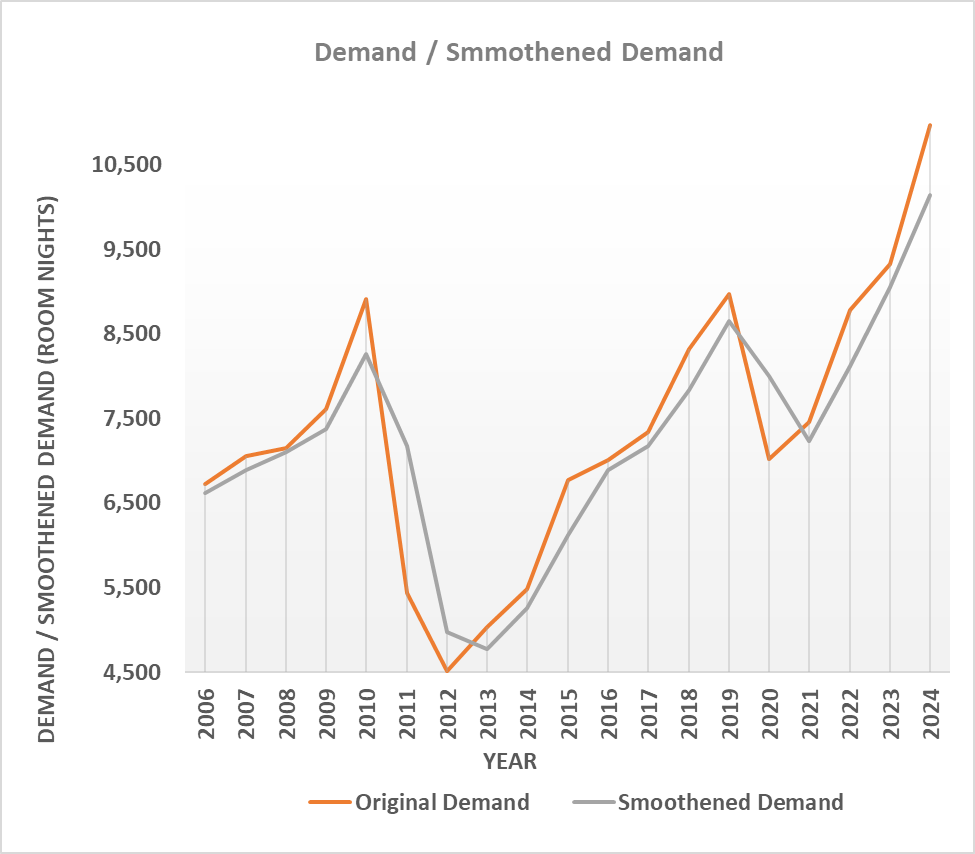 Demand / Smmothened Demand
DEMAND / SMOOTHENED DEMAND (ROOM NIGHTS)
10,500
9,500
8,500
7,500
6,500
5,500
4,500
2006 2007 2008 2009 2010 2011 2012 2013 2014 2015 2016 2017 2018 2019 2020 2021 2022 2023 2024
YEAR
Original Demand Smoothened Demand